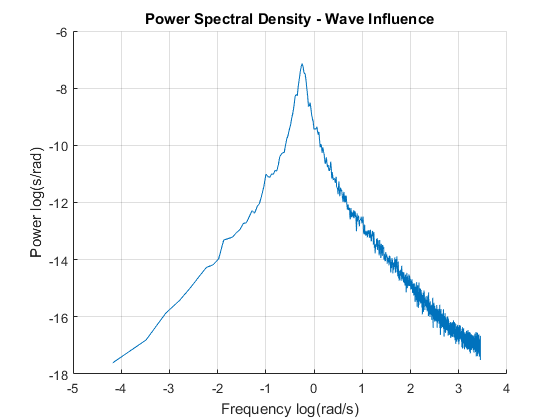 Power Spectral Density - Wave Influence
-6
-8
-10
-12
-14
-16
-18
Power log(s/rad)
-5 -4 -3 -2 -1 0 1 2 3 4
Frequency log(rad/s)